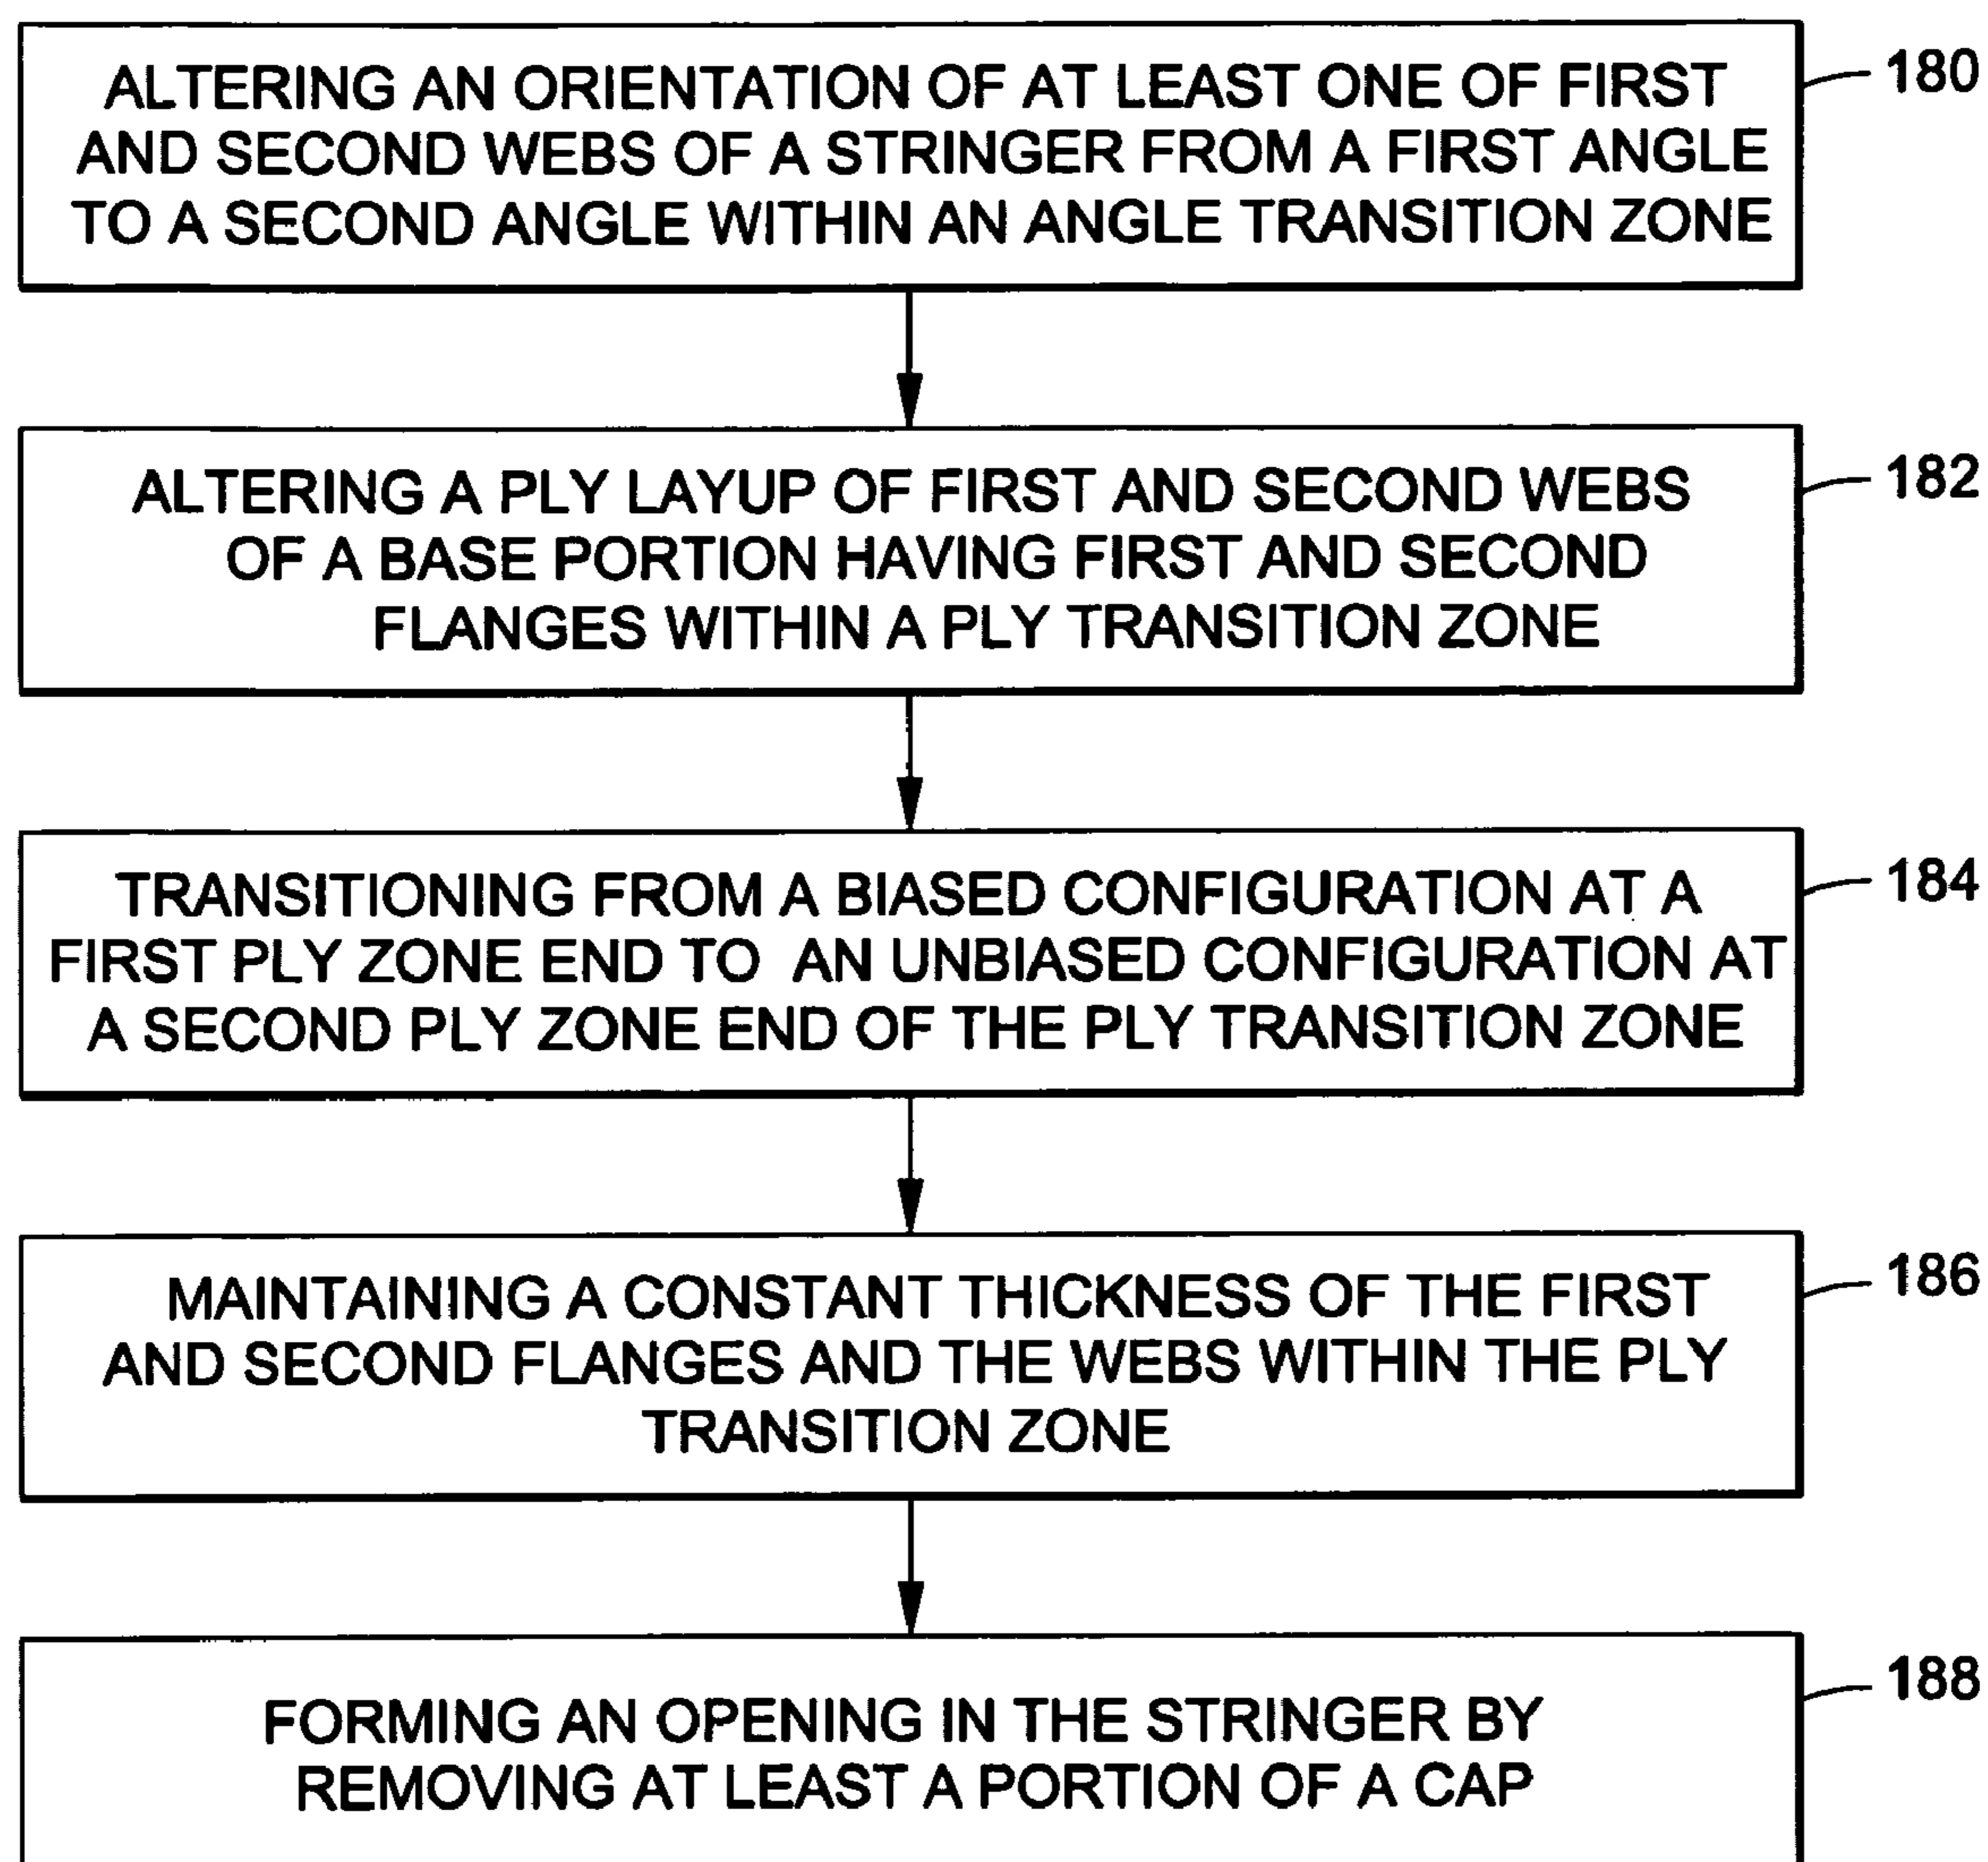 ALTERING AN ORIENTATION OF AT LEAST ONE OF FIRST
AND SECOND WEBS OF A STRINGER FROM A FIRST ANGLE
TO A SECOND ANGLE WITHIN AN ANGLE TRANSITION ZONE
180
ALTERING A PLY LAYUP OF FIRST AND SECOND WEBS
OF A BASE PORTION HAVING FIRST AND SECOND
FLANGES WITHIN A PLY TRANSITION ZONE
182
TRANSITIONING FROM A BIASED CONFIGURATION AT A
FIRST PLY ZONE END TO AN UNBIASED CONFIGURATION AT
A SECOND PLY ZONE END OF THE PLY TRANSITION ZONE
184
MAINTAINING A CONSTANT THICKNESS OF THE FIRST
AND SECOND FLANGES AND THE WEBS WITHIN THE PLY
TRANSITION ZONE
186
FORMING AN OPENING IN THE STRINGER BY
REMOVING AT LEAST A PORTION OF A CAP
188